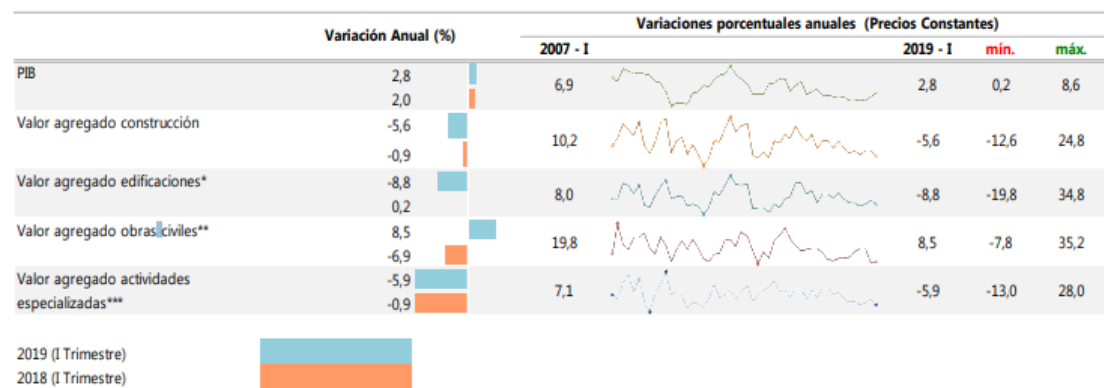 Variación Anual (%)
Variaciones porcentuales anuales (Precios Constantes)
2007 - I 2019 - I mín. máx.
PIB 2,8 6,9 2,8 0,2 8,6
2,0
Valor agregado construcción -5,6 10,2 -5,6 -12,6 24,8
-0,9
Valor agregado edificaciones* -8,8 8,0 -8,8 -19,8 34,8
0,2
Valor agregado obras civiles** 8,5 19,8 8,5 -7,8 35,2
-6,9
Valor agregado actividades -5,9 7,1 -5,9 -13,0 28,0
especializadas*** -0,9
2019 (I Trimestre)
2018 (I Trimestre)